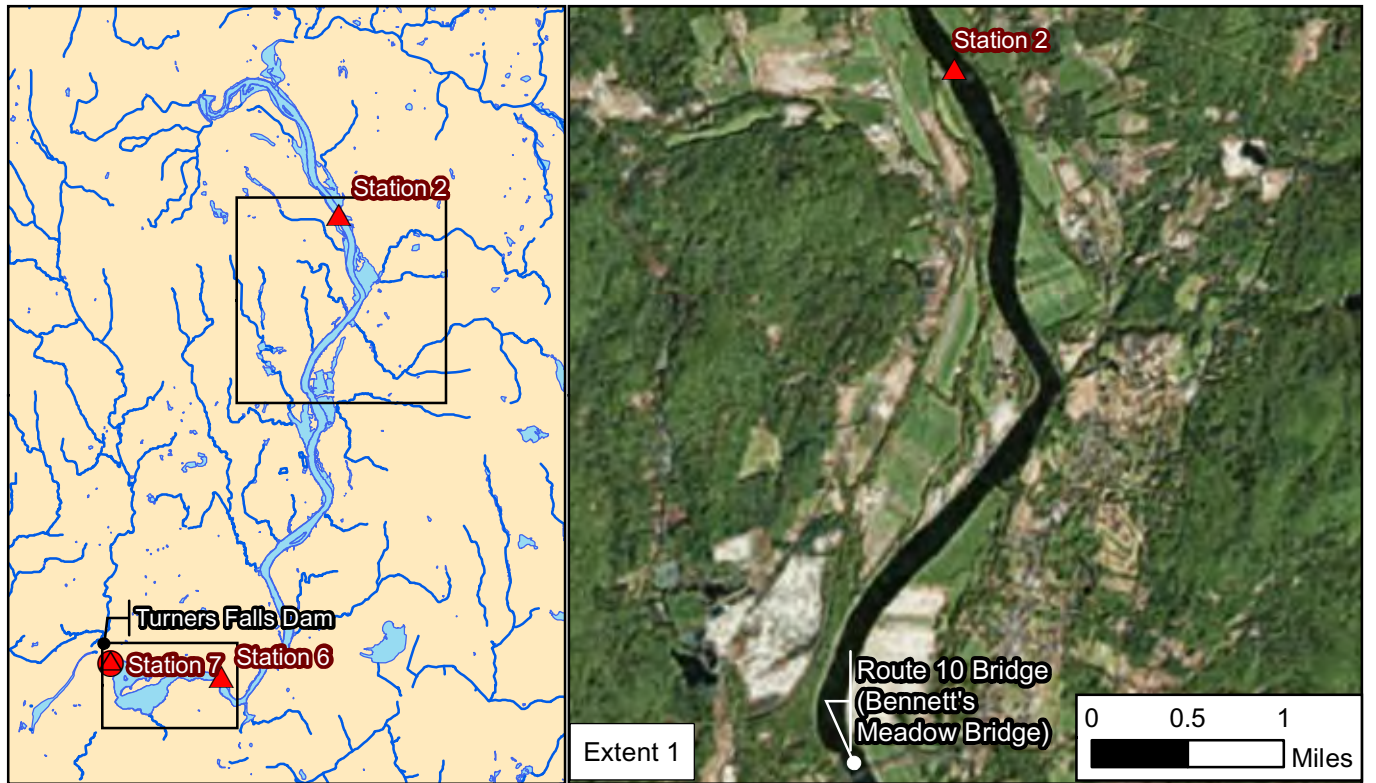 Station 2
Turners Falls Dam
Station 7
Station 6
Station 2
Route 10 Bridge
(Bennett's
Meadow Bridge)
Extent 1
0 0.5 1
Miles